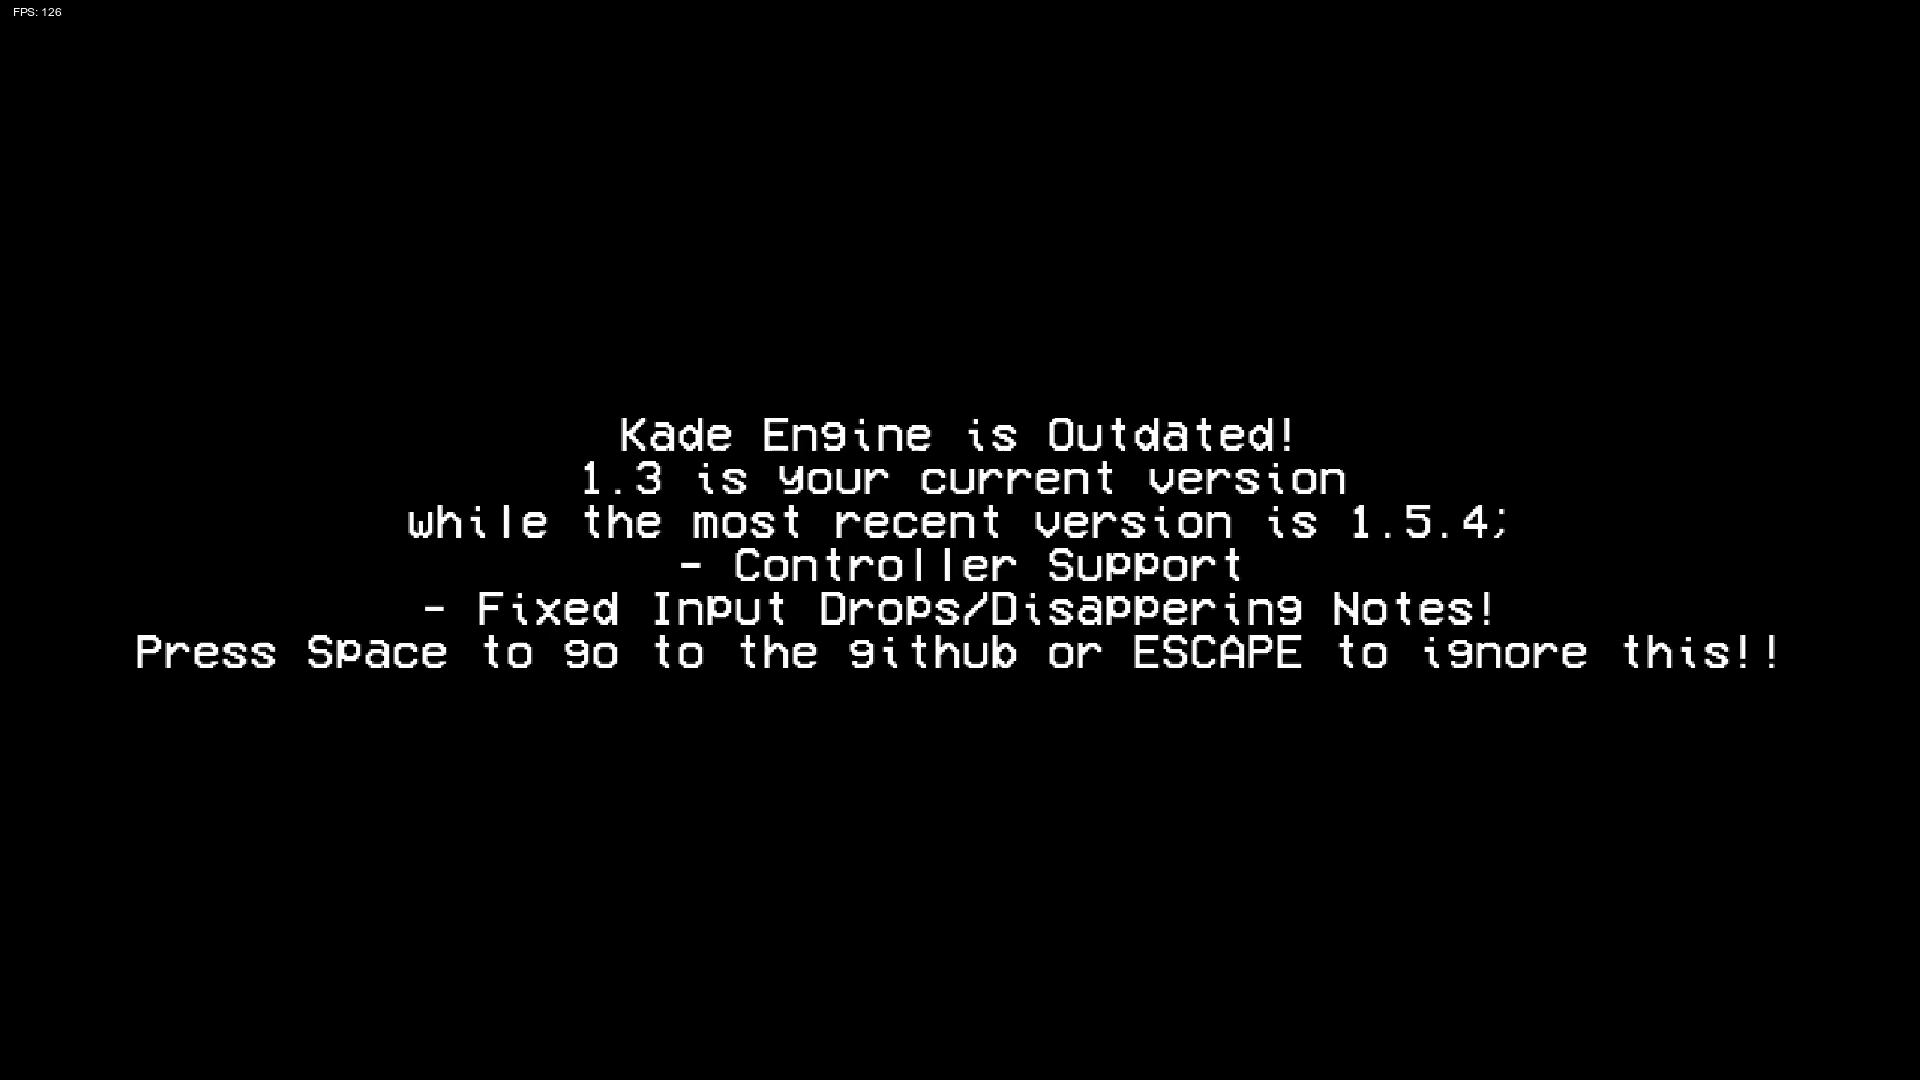 FPS: 126
Kade Engine is Outdated!
1.3 is your current version
while the most recent version is 1.5.4;
- Controller Support
- Fixed Input Drops/Disappering Notes!
Press Space to go to the github or ESCAPE to ignore this!!